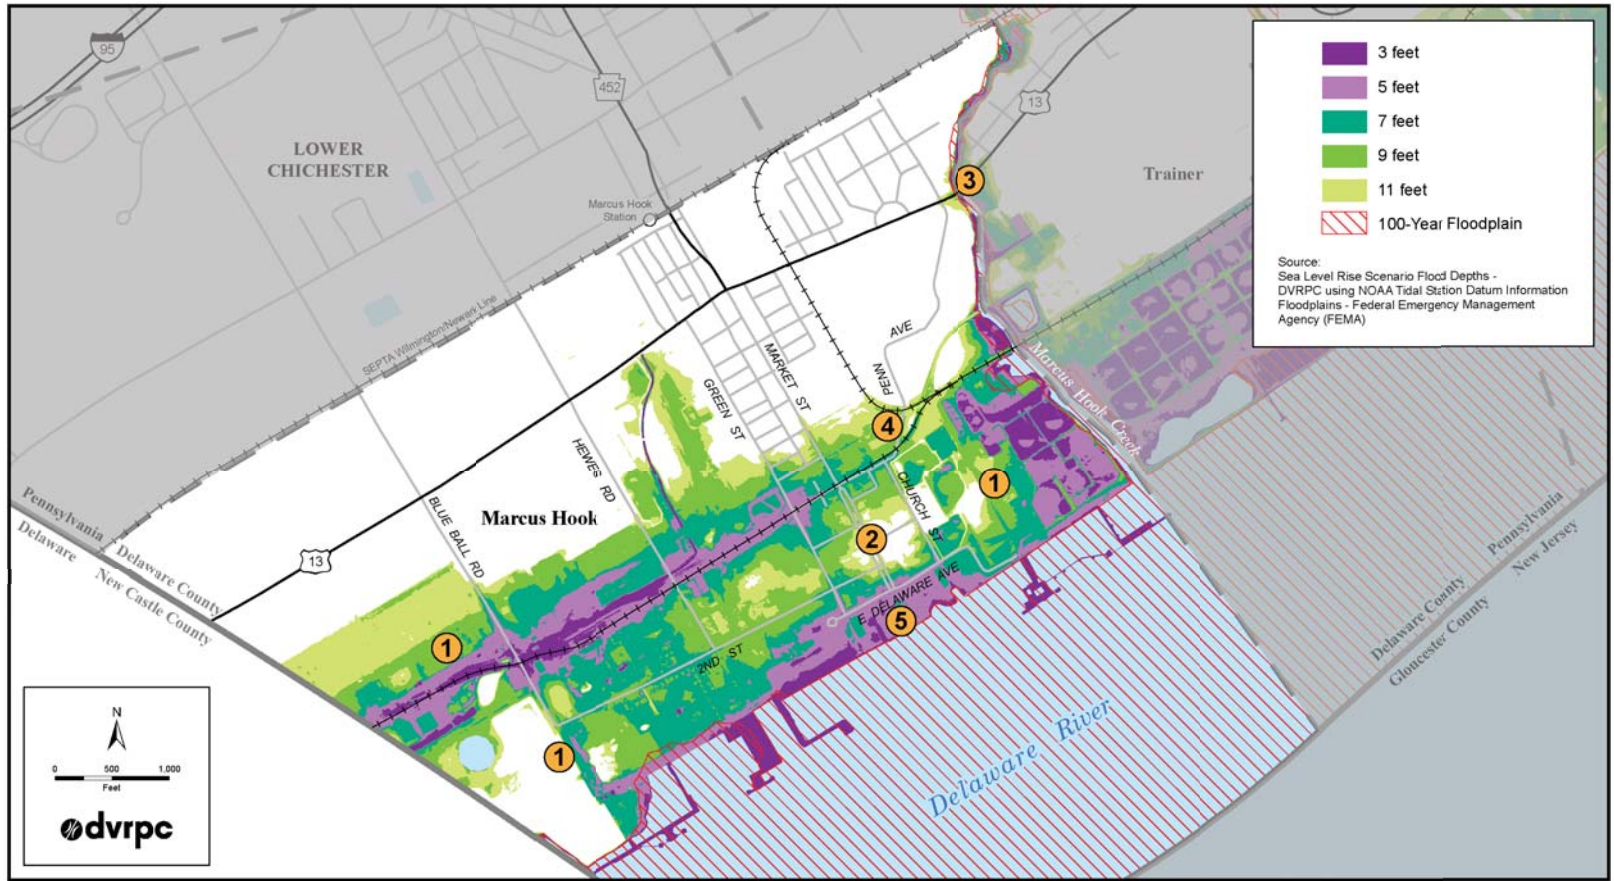 95
452
13
LOWER
CHICHESTER
Trainer
Marcus Hook
Station
3
SEPTA Wilmington/Newark Line
3 feet
5 feet
7 feet
9 feet
11 feet
100-Year Floodplain
Source:
Sea Level Rise Scenario Flood Depths -
DVRPC using NOAA Tidal Station Datum Information
Floodplains - Federal Emergency Management
Agency (FEMA)
AVE
PENN
MARKET ST
GREEN ST
HEWES RD
BLUE BALL RD
CHURCH ST
Marcus Hook Creek
4
1
2
Marcus Hook
13
E DELAWARE AVE
5
2ND ST
1
1
Pennsylvania
Delaware
Delaware County
New Castle County
Pennsylvania
New Jersey
Delaware County
Gloucester County
Delaware River
N
0 500 1,000
Feet
dvrpc